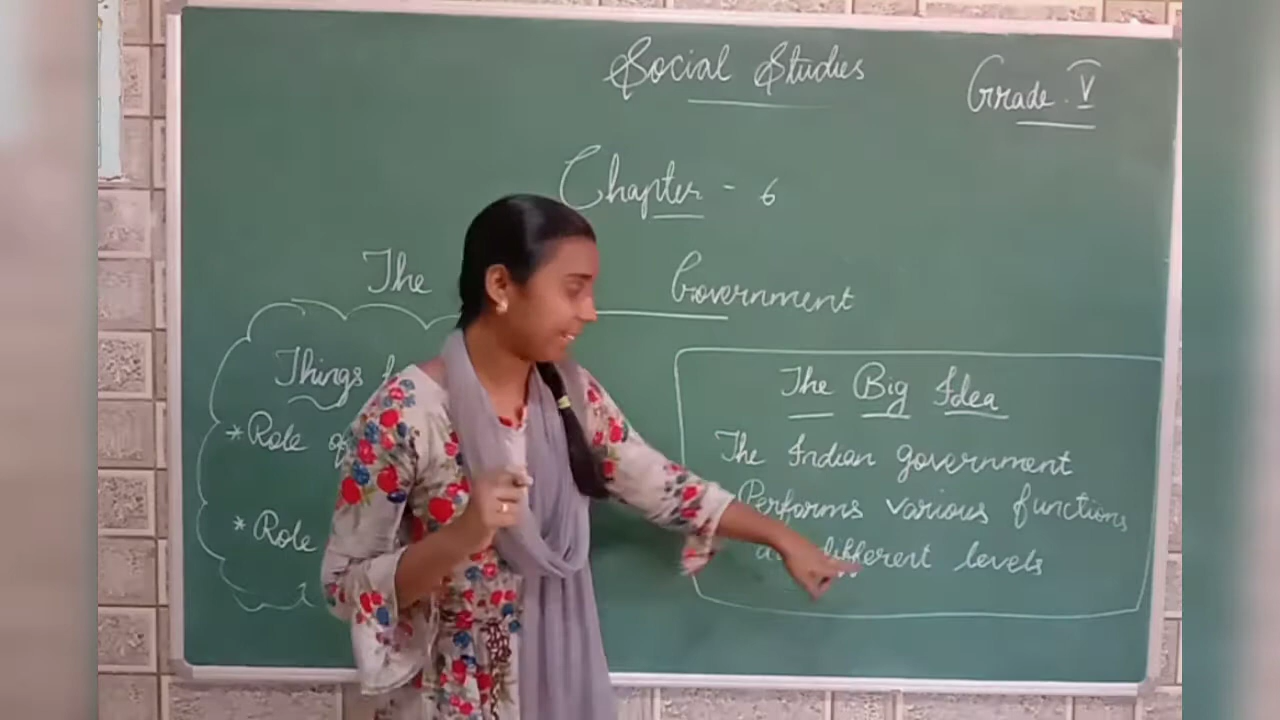 Social Studies
Grade. V
Chapter - 6
The Government
Things
* Role of
* Role
The Big Idea
The Indian government
Performs various functions
different levels